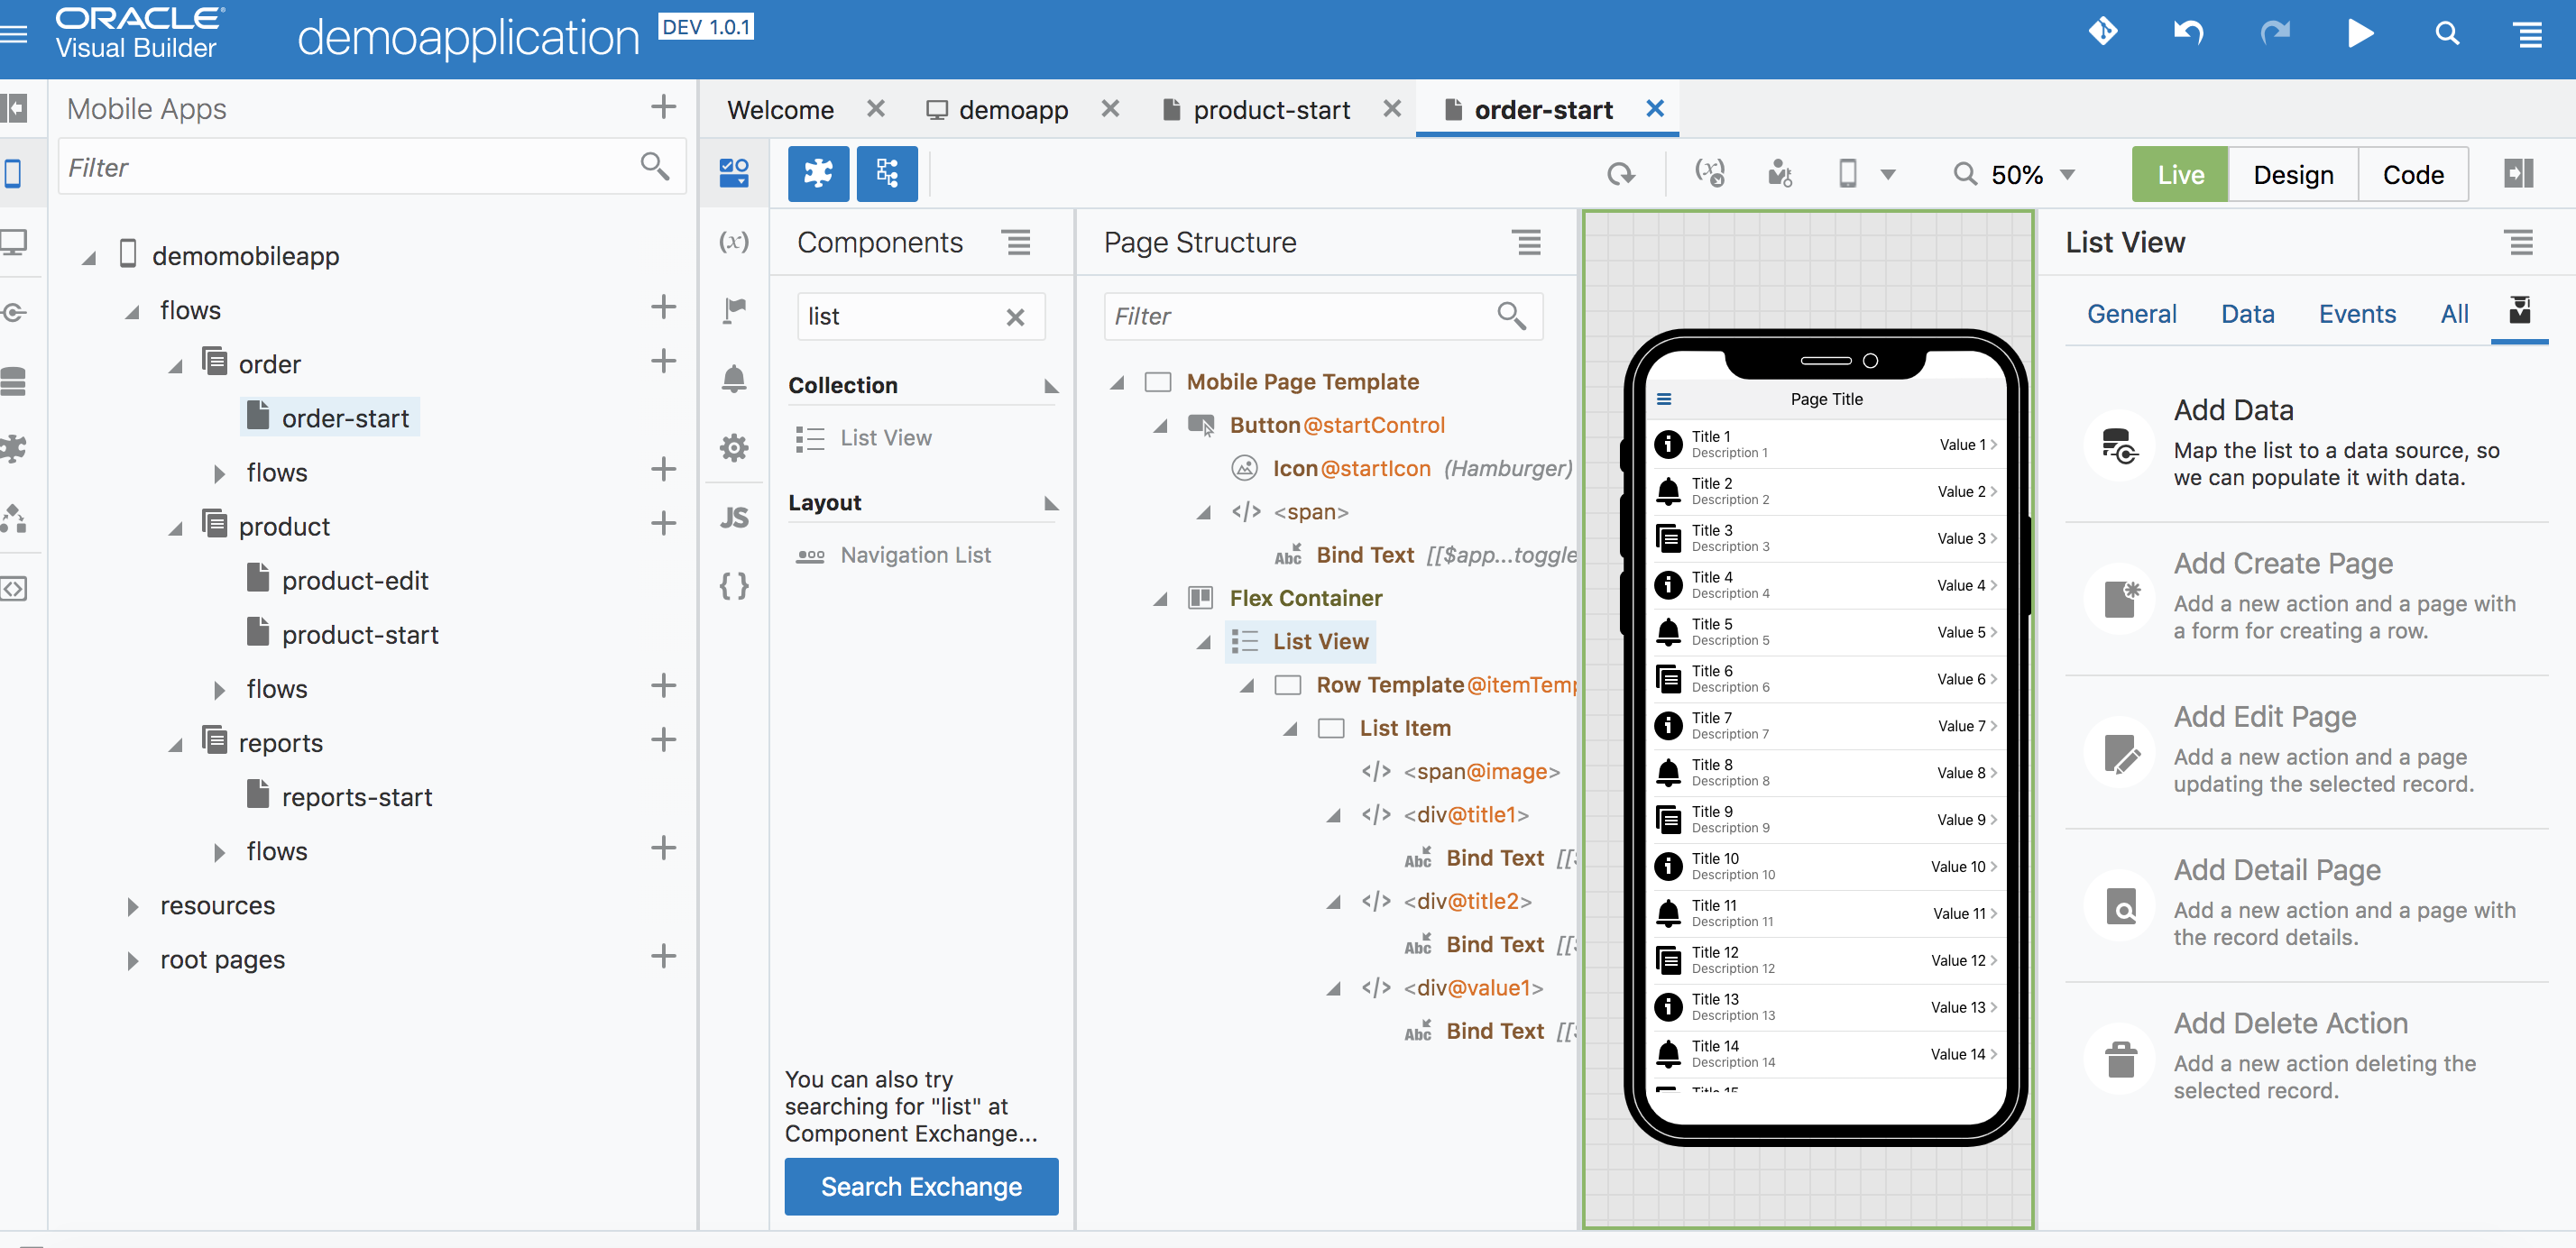 ORACLE
Visual Builder
demoapplication
DEV 1.0.1
Mobile Apps
Filter
demomobileapp
flows
order
order-start
flows
product
product-edit
product-start
flows
reports
reports-start
flows
resources
root pages
Welcome
demoapp
product-start
order-start
50%
Live
Design
Code
(x)
JS
{}
Components
list
Collection
List View
Layout
Navigation List
You can also try
searching for "list" at
Component Exchange...
Search Exchange
Page Structure
Filter
Mobile Page Template
Button@startControl
Icon@startIcon (Hamburger)
</> <span>
Abc Bind Text [[$app...toggle
Flex Container
List View
Row Template@itemTemp
List Item
</> <span@image>
</> <div@title1>
Abc Bind Text [[
</> <div@title2>
Abc Bind Text [[
</> <div@value1>
Abc Bind Text [[
Page Title
Title 1
Description 1
Value 1
Title 2
Description 2
Value 2
Title 3
Description 3
Value 3
Title 4
Description 4
Value 4
Title 5
Description 5
Value 5
Title 6
Description 6
Value 6
Title 7
Description 7
Value 7
Title 8
Description 8
Value 8
Title 9
Description 9
Value 9
Title 10
Description 10
Value 10
Title 11
Description 11
Value 11
Title 12
Description 12
Value 12
Title 13
Description 13
Value 13
Title 14
Description 14
Value 14
Title 15
List View
General
Data
Events
All
Add Data
Map the list to a data source, so
we can populate it with data.
Add Create Page
Add a new action and a page with
a form for creating a row.
Add Edit Page
Add a new action and a page
updating the selected record.
Add Detail Page
Add a new action and a page with
the record details.
Add Delete Action
Add a new action deleting the
selected record.